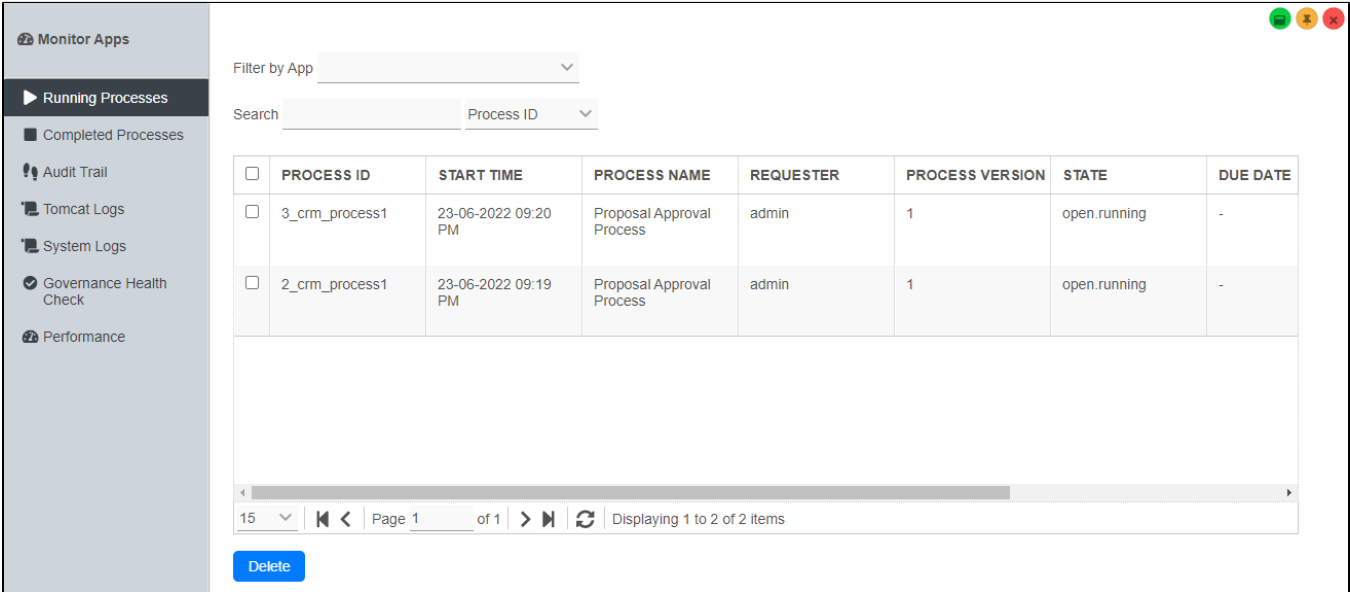 Monitor Apps
Running Processes
Completed Processes
Audit Trail
Tomcat Logs
System Logs
Governance Health
Check
Performance
Filter by App
Search Process ID
PROCESS ID START TIME PROCESS NAME REQUESTER PROCESS VERSION STATE DUE DATE
3_crm_process1 23-06-2022 09:20 Proposal Approval admin 1 open.running -
PM Process
2_crm_process1 23-06-2022 09:19 Proposal Approval admin 1 open.running -
PM Process
15 Page 1 of 1 Displaying 1 to 2 of 2 items
Delete